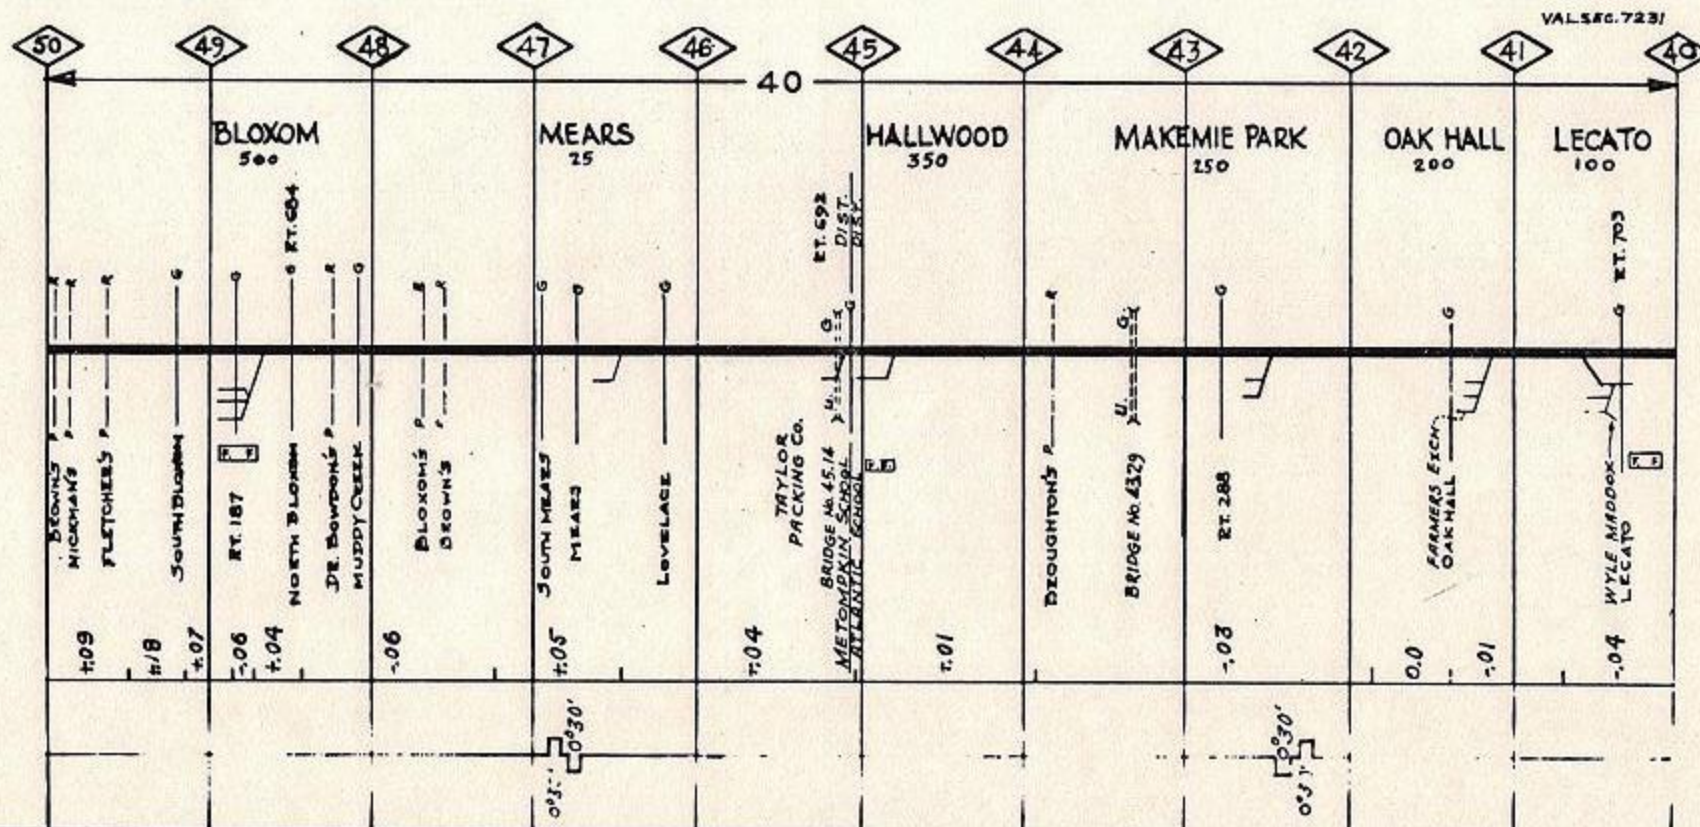 VAL.SEC.7231
50 49 48 47 46 45 44 43 42 41 40
40
BLOXOM MEARS HALLWOOD MAKEMIE PARK OAK HALL LECATO
500 25 350 250 200 100
RT.684
RT.692
DIST.
DIST.
RT.703
R R R G G G R G R R G G G G G R G G G G
P P P P P P U. P U.
BROWN'S
HICKMAN'S
FLETCHER'S
SOUTH BLOXOM
RT.187
NORTH BLOXOM
DR. BOWDOIN'S
MUDDY CREEK
BLOXOM'S
BROWN'S
SOUTH MEARS
MEARS
LOVELACE
TAYLOR
PACKING Co.
BRIDGE No. 45.14
METOMPKIN SCHOOL
ATLANTIC SCHOOL
DROUGHTON'S
BRIDGE No. 4329
RT. 288
FARMERS EXCH.
OAK HALL
WYLE MADDOX
LECATO
+.09 +.18 +.07 -.06 +.04 -.06 +.05 +.04 +.01 -.03 0.0 -.01 -.04
0°30' 0°30'